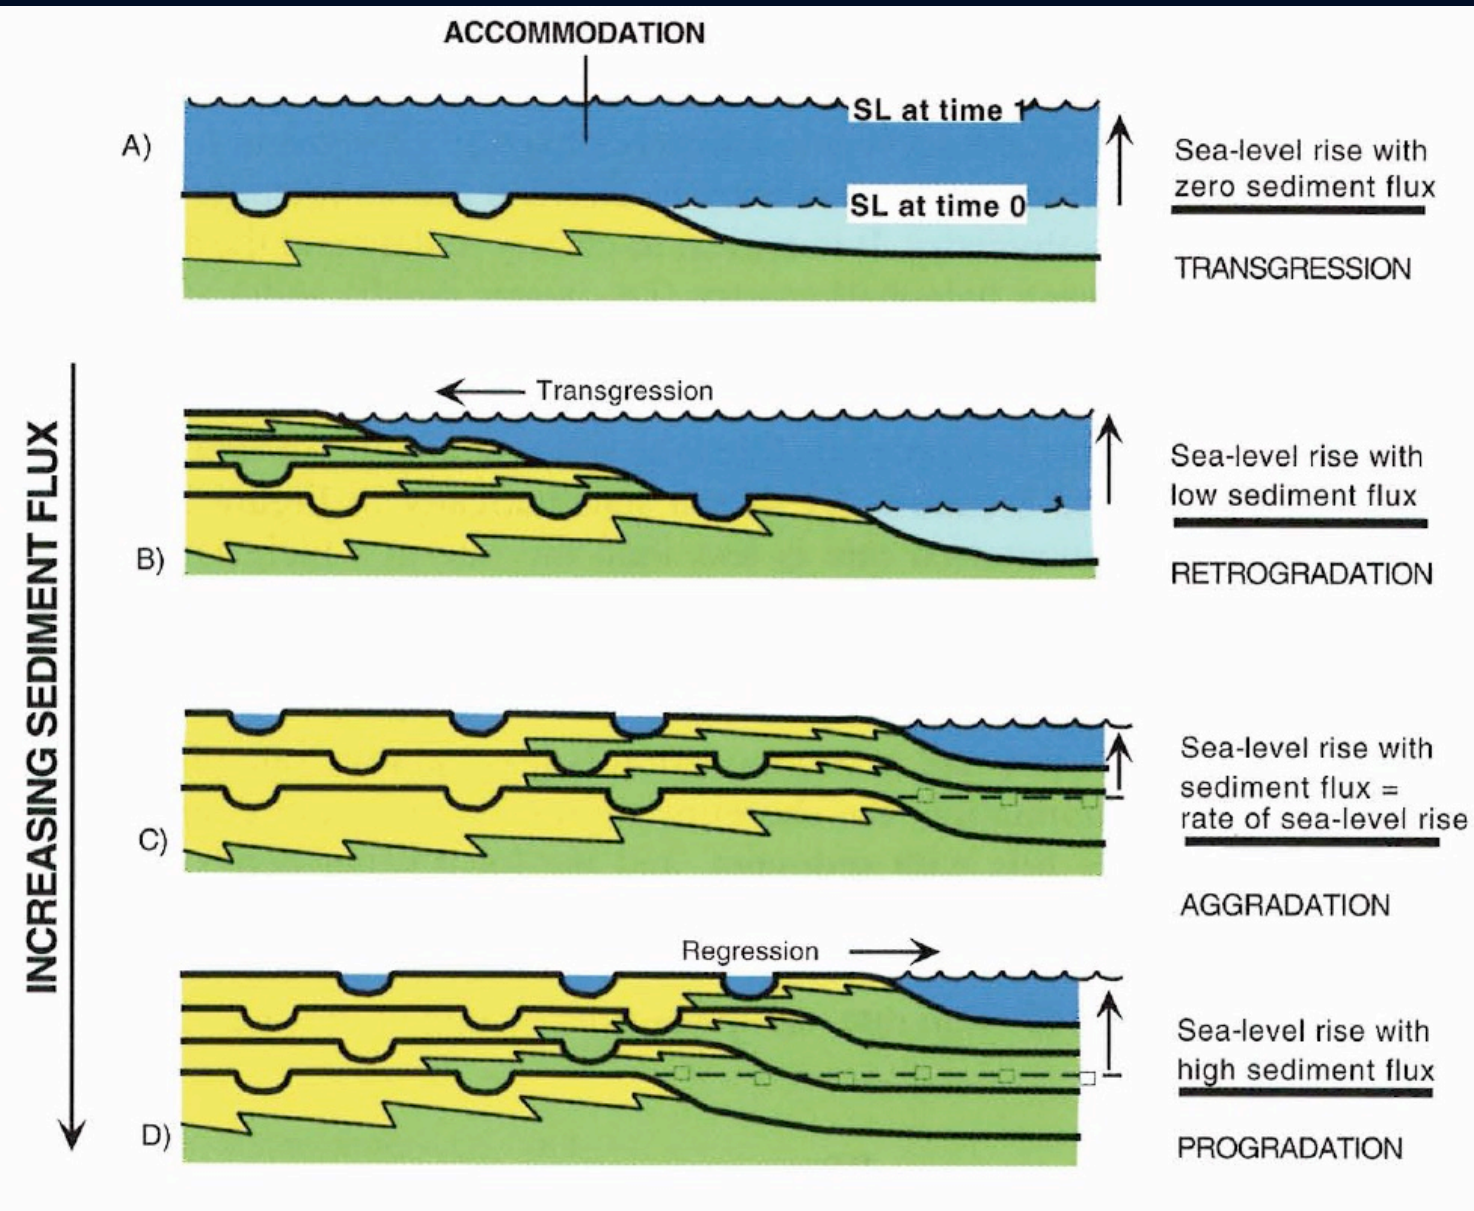 ACCOMMODATION
SL at time 1
A)
Sea-level rise with
zero sediment flux
SL at time 0
TRANSGRESSION
Transgression
INCREASING SEDIMENT FLUX
Sea-level rise with
low sediment flux
B)
RETROGRADATION
Sea-level rise with
sediment flux =
rate of sea-level rise
C)
AGGRADATION
Regression
Sea-level rise with
high sediment flux
D)
PROGRADATION